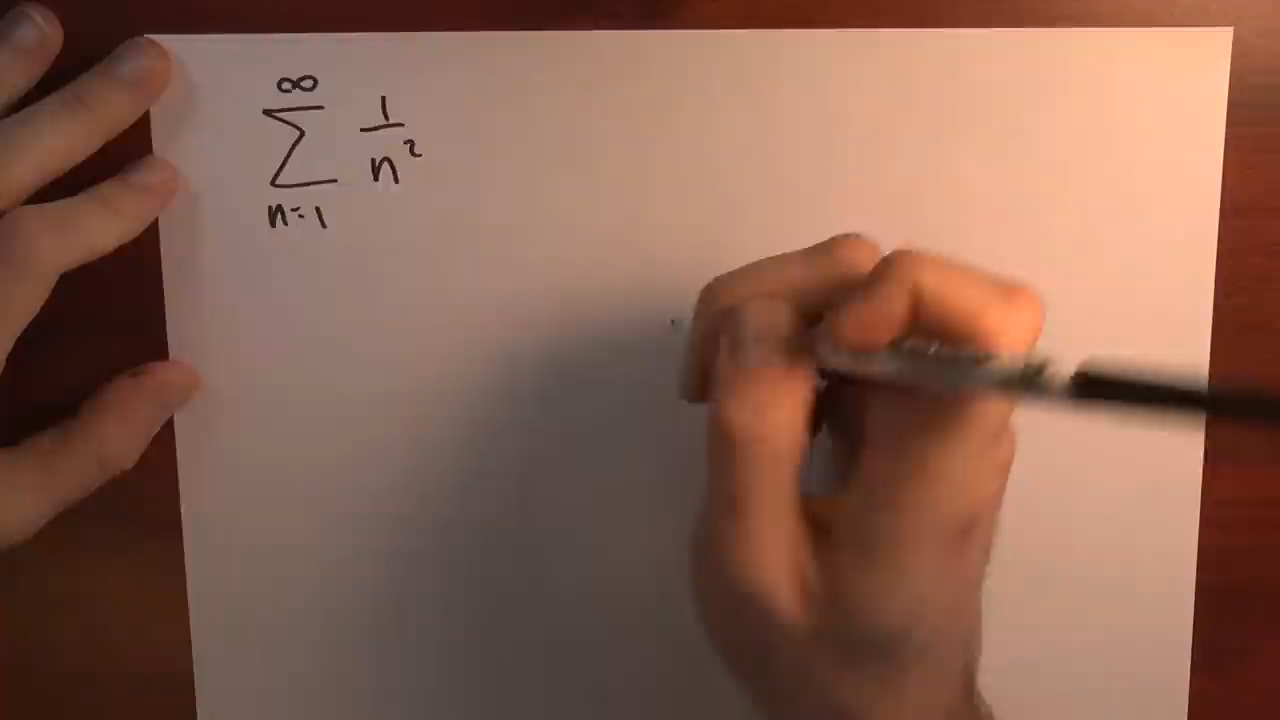 ∞
∑ 1/n²
n=1